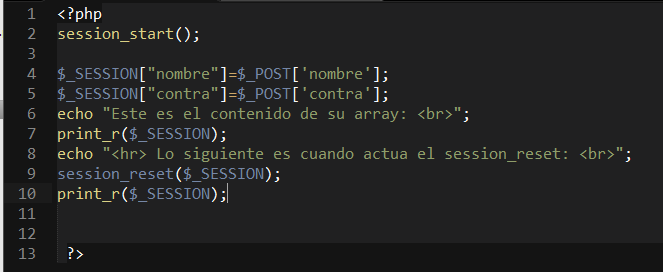 1 <?php
2 session_start();
3
4 $_SESSION["nombre"]=$_POST['nombre'];
5 $_SESSION["contra"]=$_POST['contra'];
6 echo "Este es el contenido de su array: <br>";
7 print_r($_SESSION);
8 echo "<hr> Lo siguiente es cuando actua el session_reset: <br>";
9 session_reset($_SESSION);
10 print_r($_SESSION);
11
12
13 ?>